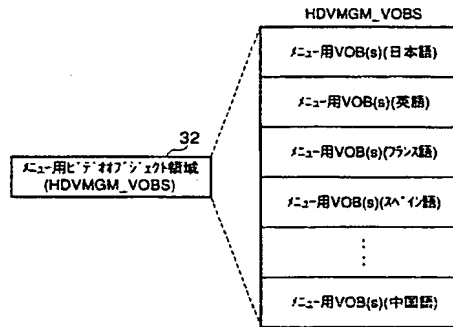 HDVMGM_VOBS
メニュー用VOB(s)(日本語)
メニュー用VOB(s)(英語)
メニュー用VOB(s)(フランス語)
メニュー用VOB(s)(スペイン語)
メニュー用VOB(s)(中国語)
32
メニュー用ビデオオブジェクト領域
(HDVMGM_VOBS)